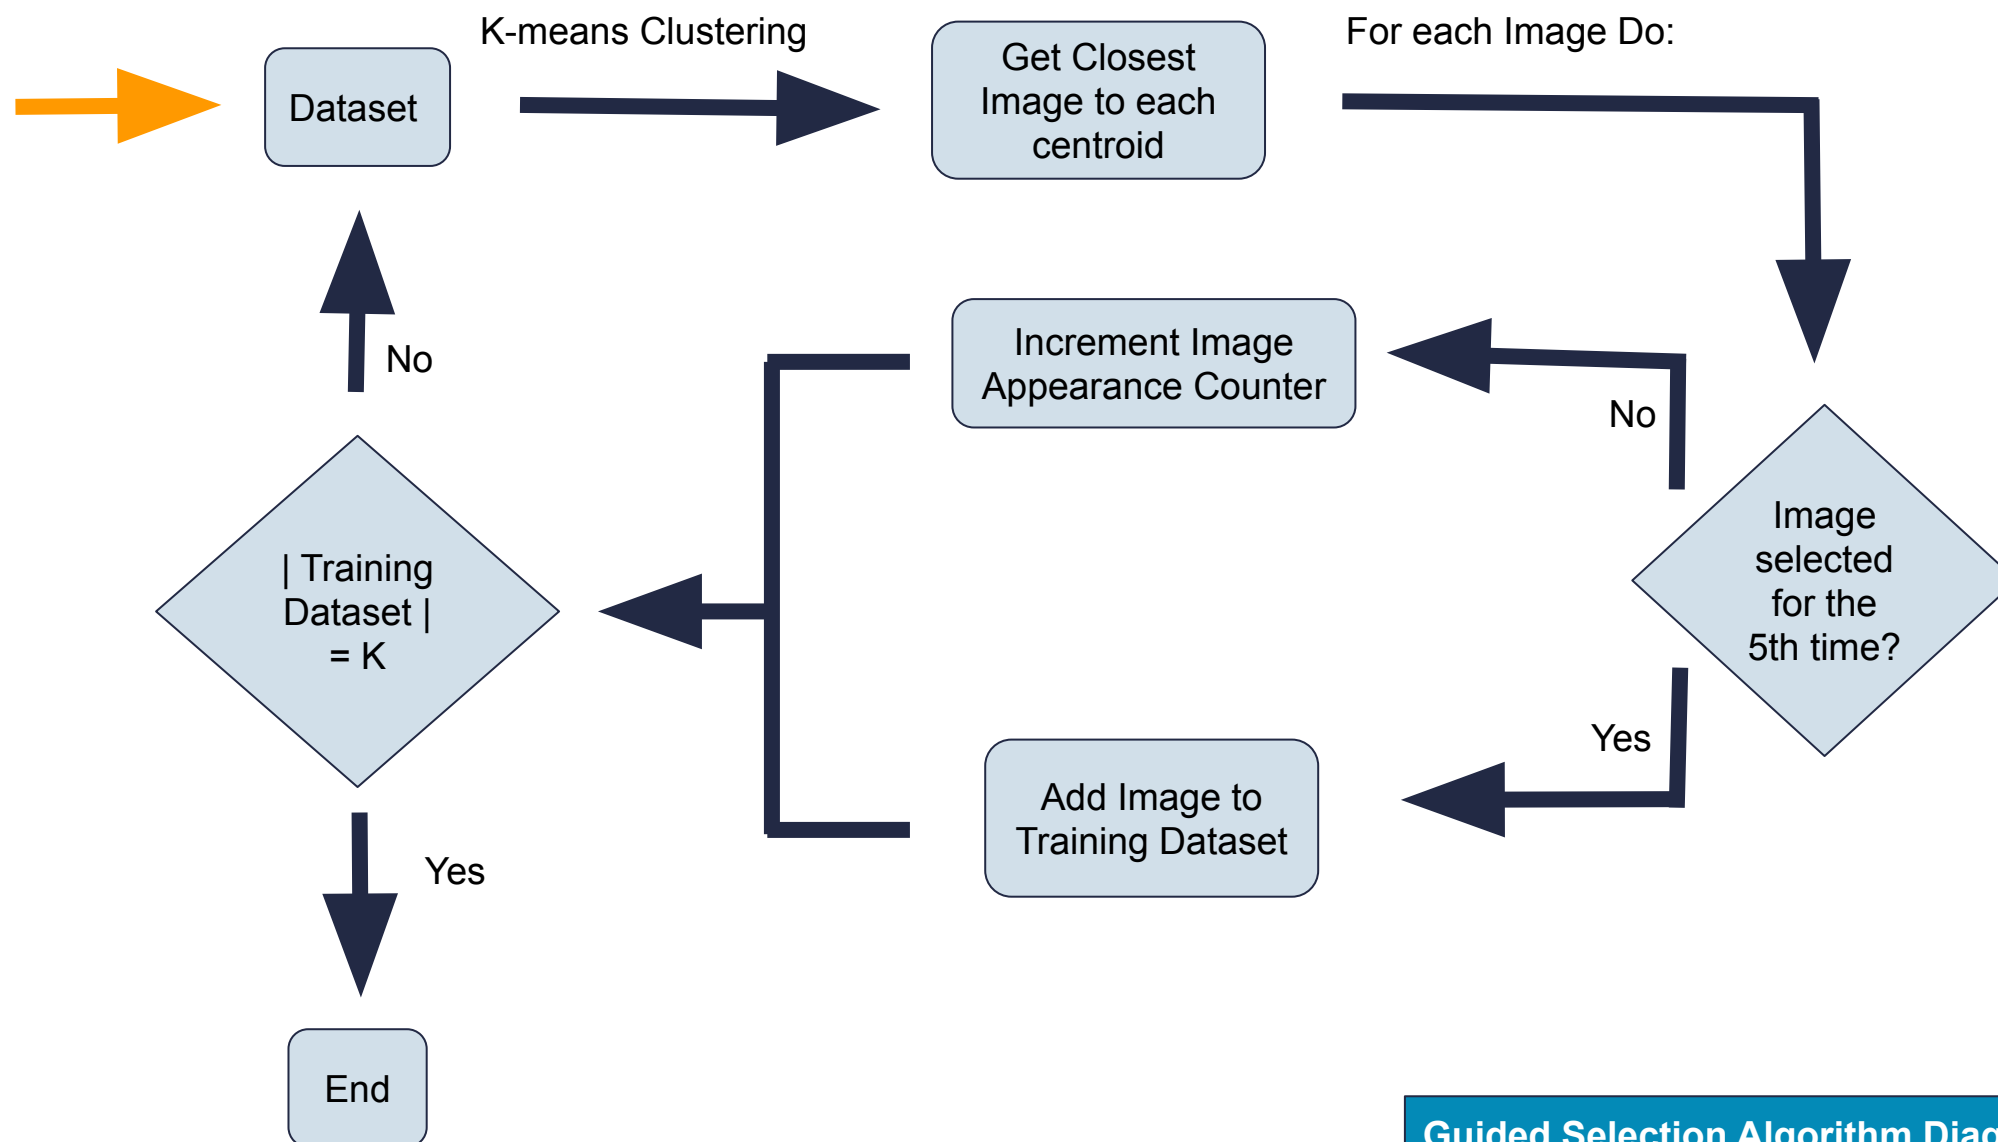 K-means Clustering
For each Image Do:
Dataset
Get Closest
Image to each
centroid
No
Increment Image
Appearance Counter
No
Image
selected
for the
5th time?
| Training
Dataset |
= K
Yes
Add Image to
Training Dataset
Yes
End
Guided Selection Algorithm